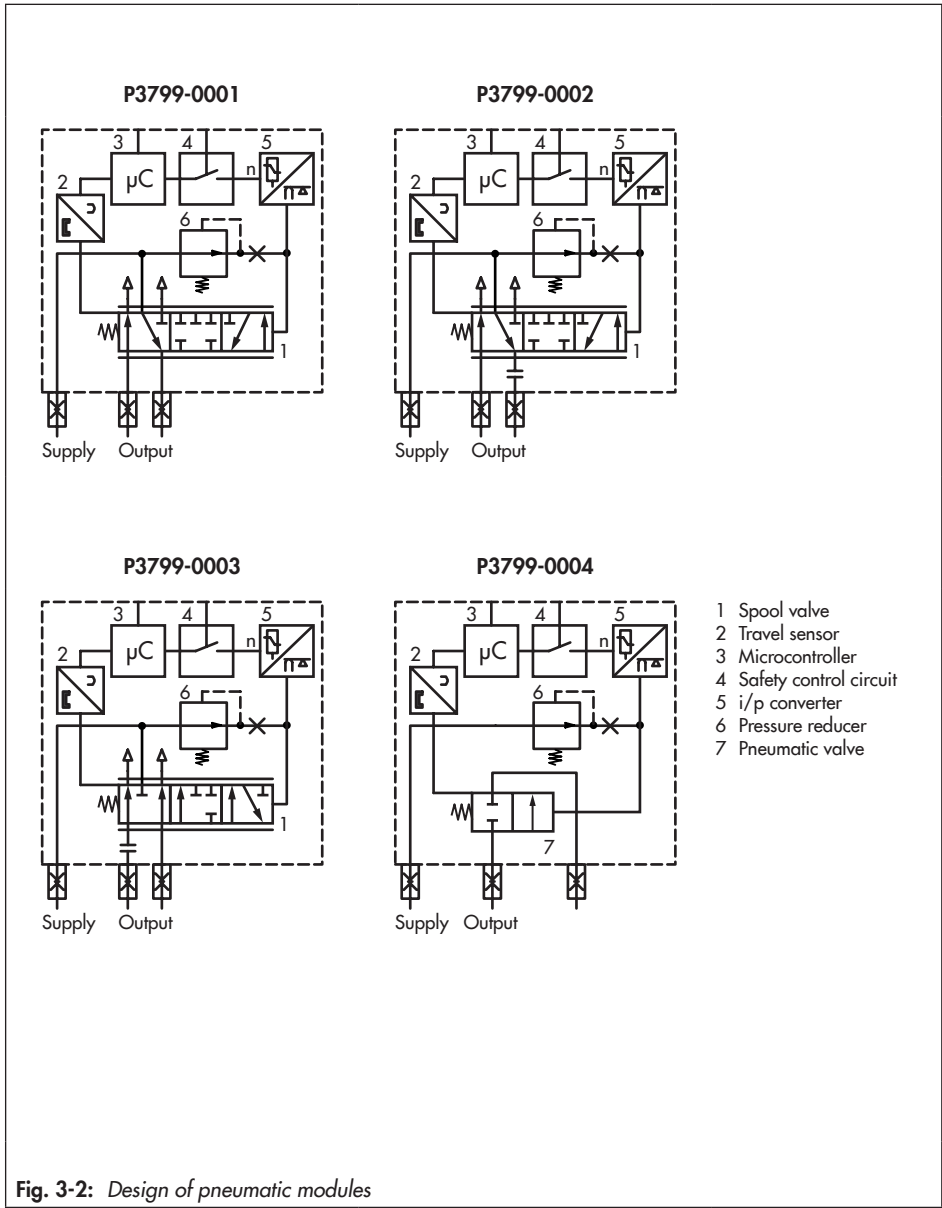 P3799-0001
3 4 5
2 µC n
6
1
Supply Output
P3799-0002
3 4 5
2 µC n
6
1
Supply Output
P3799-0003
3 4 5
2 µC n
6
1
Supply Output
P3799-0004
3 4 5
2 µC n
6
7
Supply Output
1 Spool valve
2 Travel sensor
3 Microcontroller
4 Safety control circuit
5 i/p converter
6 Pressure reducer
7 Pneumatic valve
Fig. 3-2: Design of pneumatic modules